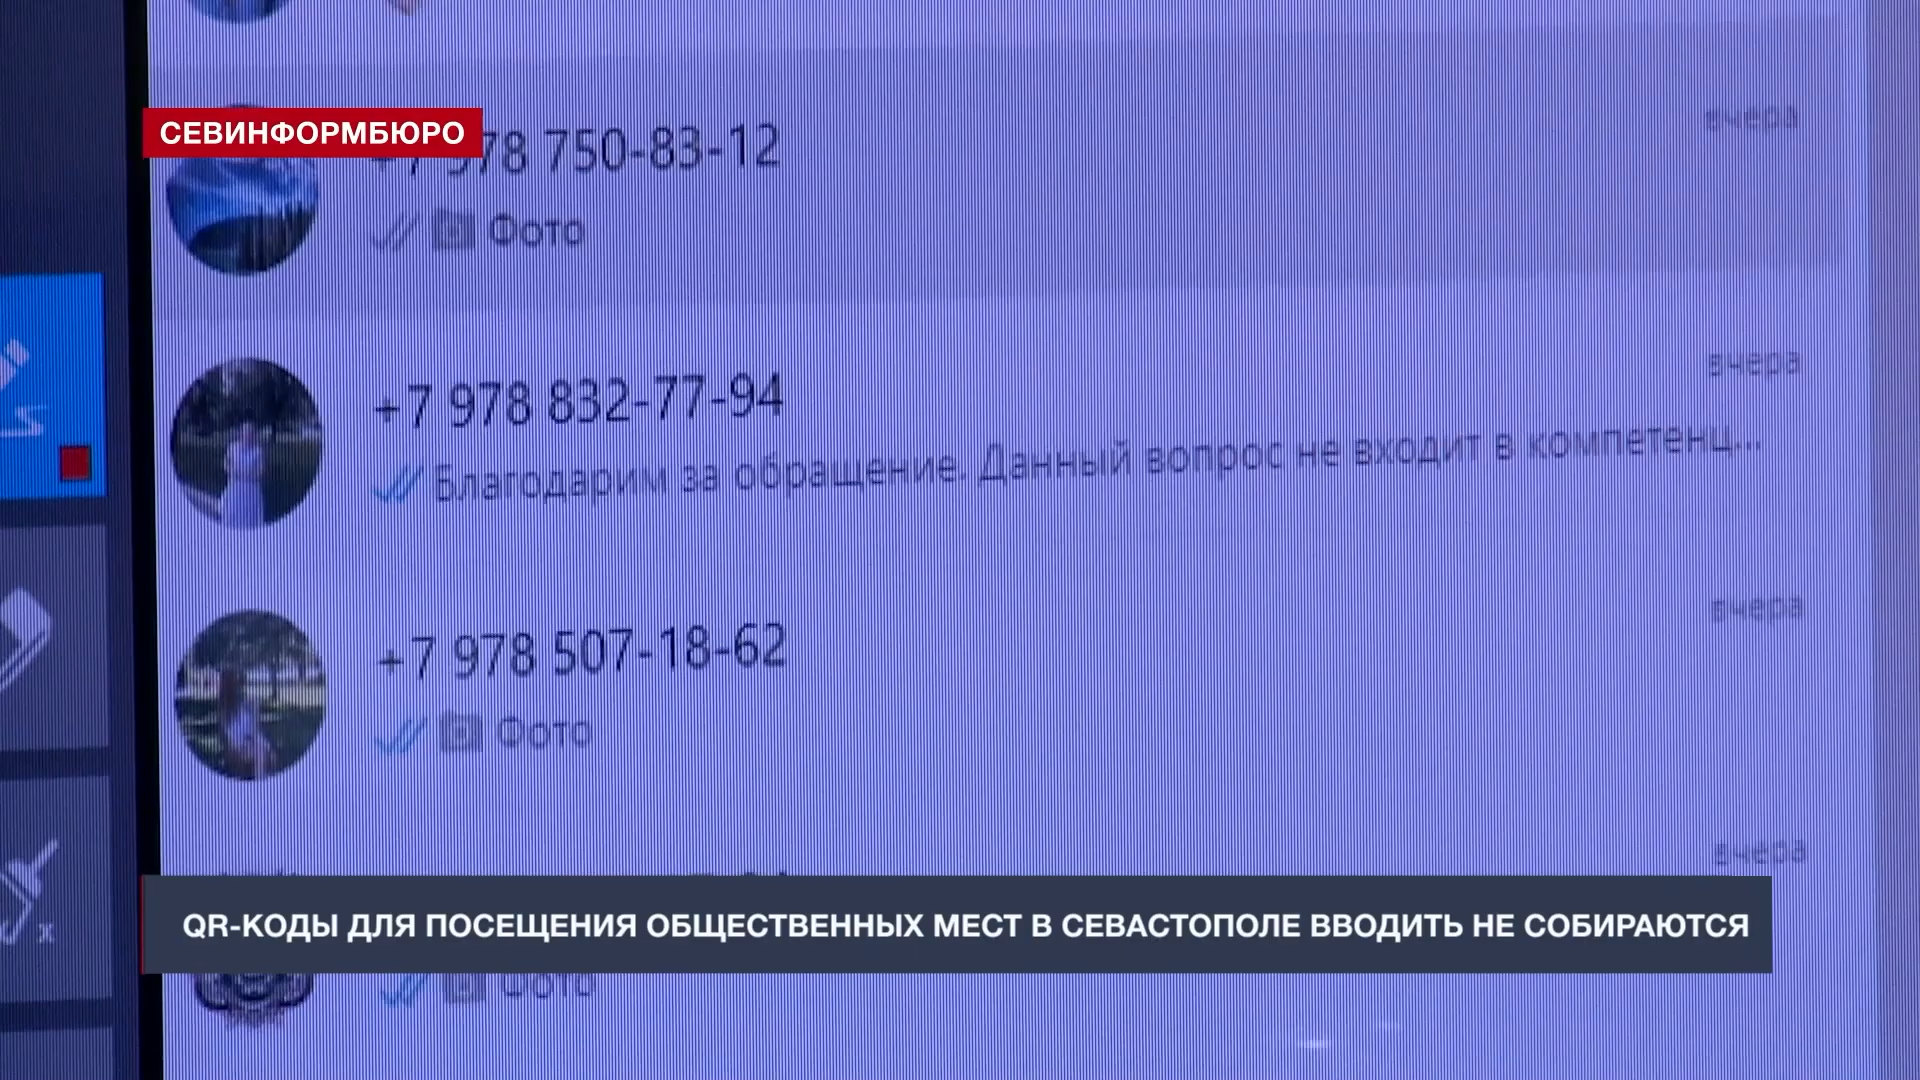 СЕВИНФОРМБЮРО
вчера
+7 978 750-83-12
Фото
вчера
+7 978 832-77-94
Благодарим за обращение. Данный вопрос не входит в компетенц...
вчера
+7 978 507-18-62
Фото
вчера
QR-КОДЫ ДЛЯ ПОСЕЩЕНИЯ ОБЩЕСТВЕННЫХ МЕСТ В СЕВАСТОПОЛЕ ВВОДИТЬ НЕ СОБИРАЮТСЯ
Фото
x